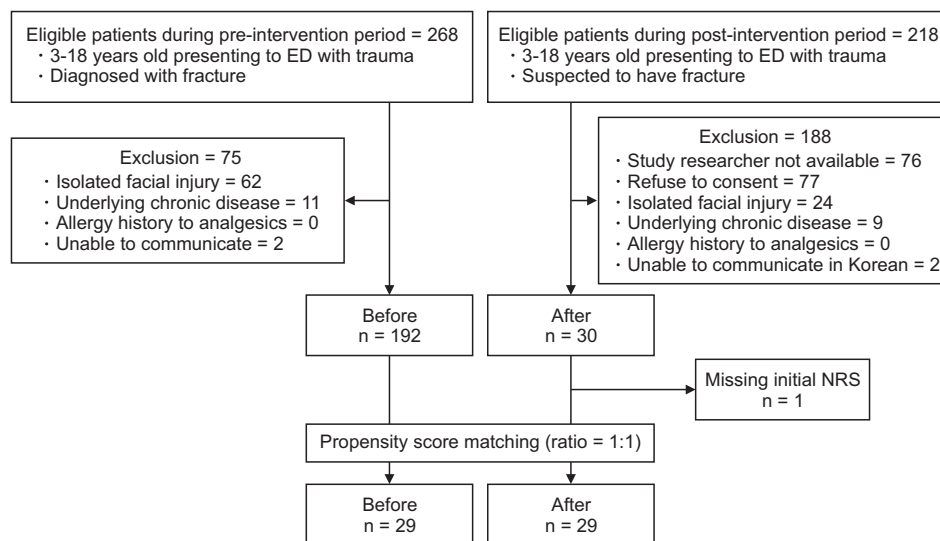 Eligible patients during pre-intervention period = 268
· 3-18 years old presenting to ED with trauma
· Diagnosed with fracture
Eligible patients during post-intervention period = 218
· 3-18 years old presenting to ED with trauma
· Suspected to have fracture
Exclusion = 75
· Isolated facial injury = 62
· Underlying chronic disease = 11
· Allergy history to analgesics = 0
· Unable to communicate = 2
Exclusion = 188
· Study researcher not available = 76
· Refuse to consent = 77
· Isolated facial injury = 24
· Underlying chronic disease = 9
· Allergy history to analgesics = 0
· Unable to communicate in Korean = 2
Before
n = 192
After
n = 30
Missing initial NRS
n = 1
Propensity score matching (ratio = 1:1)
Before
n = 29
After
n = 29